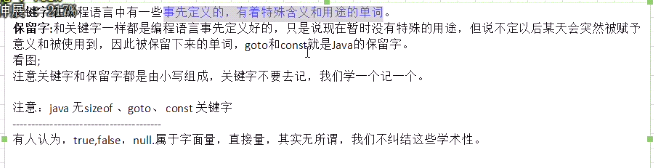 编程语言中有一些事先定义的，有着特殊含义和用途的单词。
保留字:和关键字一样都是编程语言事先定义好的，只是说现在暂时没有特殊的用途，但说不定以后某天会突然被赋予
意义和被使用到，因此被保留下来的单词，goto和const就是Java的保留字。
看图;
注意关键字和保留字都是由小写组成，关键字不要去记，我们学一个记一个。
注意：java 无sizeof 、goto、 const 关键字
----------------------------------------
有人认为，true,false，null.属于字面量，直接量，其实无所谓，我们不纠结这些学术性。